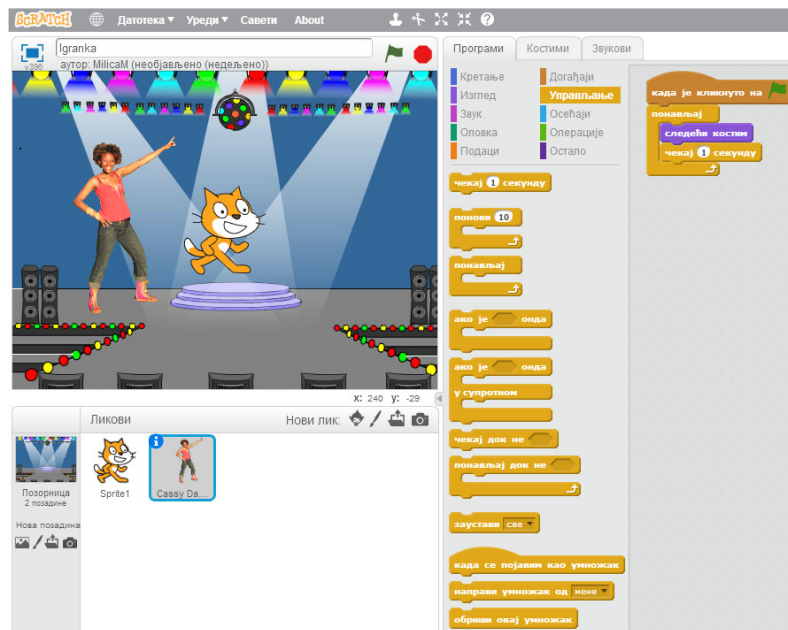 SCRATCH Датотека Уреди Савети About
Igranka
аутор: MilicaM (необјављено (недељено))
v396
Програми Костими Звукови
Кретање Догађаји
Изглед Управљање
Звук Осећаји
Оловка Операције
Подаци Остало
чекај 1 секунду
понови 10
понављај
ако је онда
ако је онда
у супротном
чекај док не
понављај док не
заустави све
када се појавим као умножак
направи умножак од мене
обриши овај умножак
када је кликнуто на
понављај
следећи костим
чекај 1 секунду
x: 240 y: -29
Ликови Нови лик:
Sprite1 Cassy Da...
Позорница
2 позадине
Нова позадина